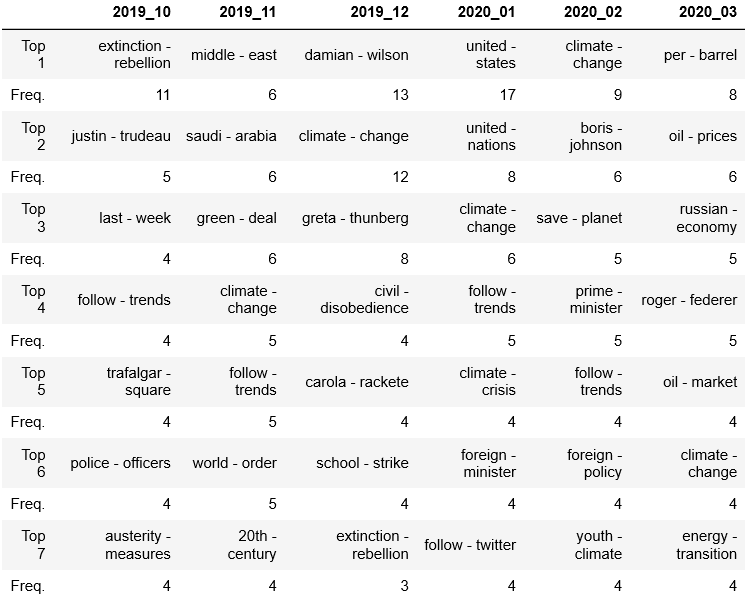 2019_10 2019_11 2019_12 2020_01 2020_02 2020_03
Top 1 extinction - rebellion middle - east damian - wilson united - states climate - change per - barrel
Freq. 11 6 13 17 9 8
Top 2 justin - trudeau saudi - arabia climate - change united - nations boris - johnson oil - prices
Freq. 5 6 12 8 6 6
Top 3 last - week green - deal greta - thunberg climate - change save - planet russian - economy
Freq. 4 6 8 6 5 5
Top 4 follow - trends climate - change civil - disobedience follow - trends prime - minister roger - federer
Freq. 4 5 4 5 5 5
Top 5 trafalgar - square follow - trends carola - rackete climate - crisis follow - trends oil - market
Freq. 4 5 4 4 4 4
Top 6 police - officers world - order school - strike foreign - minister foreign - policy climate - change
Freq. 4 5 4 4 4 4
Top 7 austerity - measures 20th - century extinction - rebellion follow - twitter youth - climate energy - transition
Freq. 4 4 3 4 4 4